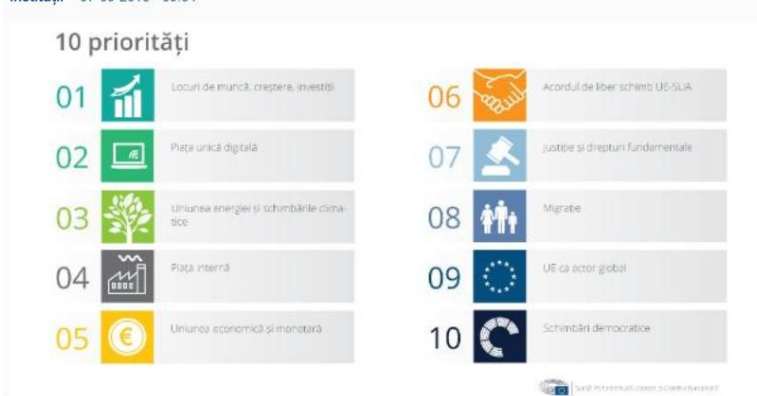 10 priorități
01 Locuri de muncă, creștere, investiții
02 Piața unică digitală
03 Uniunea energiei și schimbările clima-
tice
04 Piața internă
05 Uniunea economică și monetară
06 Acordul de liber schimb UE-SUA
07 Justiție și drepturi fundamentale
08 Migrație
09 UE ca actor global
10 Schimbări democratice